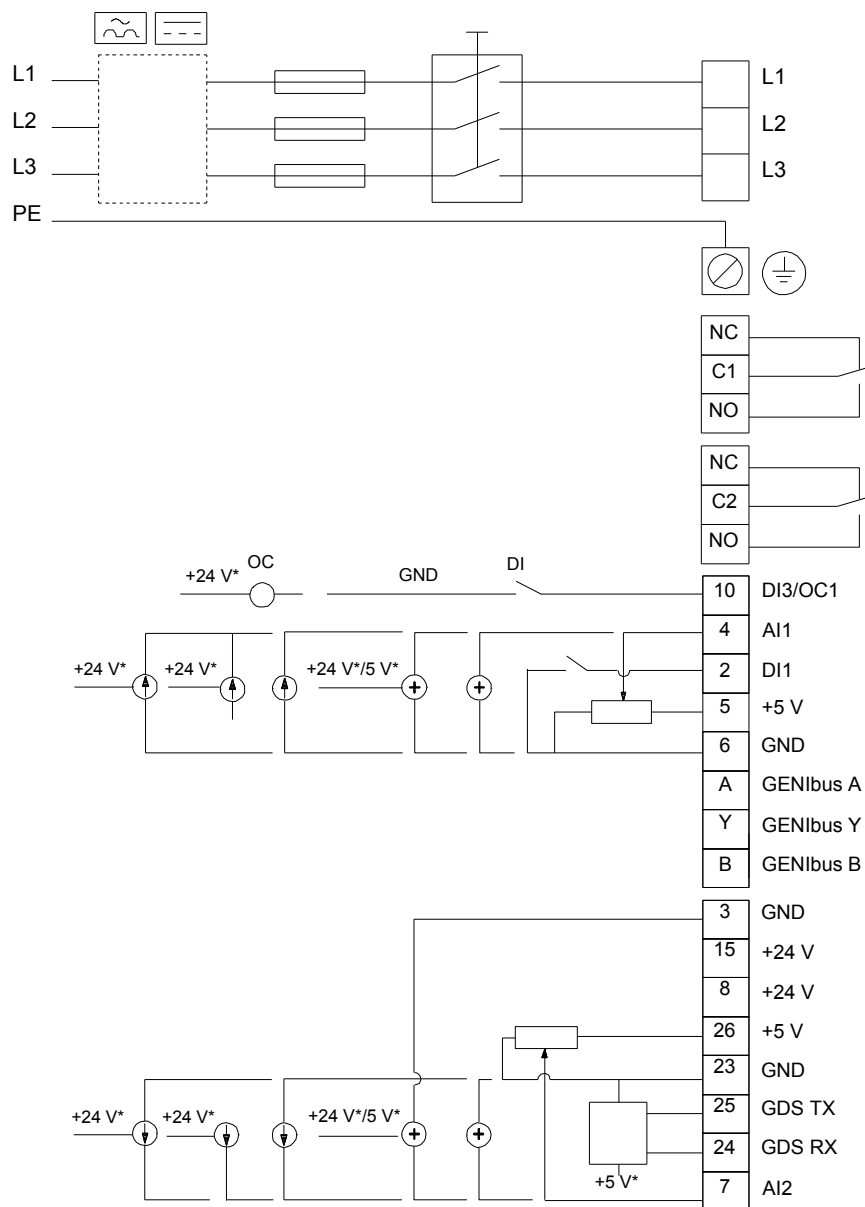 L1 L1
L2 L2
L3 L3
PE
NC
C1
NO
NC
C2
NO
+24 V* OC GND DI 10 DI3/OC1
4 AI1
+24 V* +24 V* +24 V*/5 V* 2 DI1
5 +5 V
6 GND
A GENIbus A
Y GENIbus Y
B GENIbus B
3 GND
15 +24 V
8 +24 V
26 +5 V
23 GND
+24 V* +24 V* +24 V*/5 V* 25 GDS TX
24 GDS RX
+5 V* 7 AI2